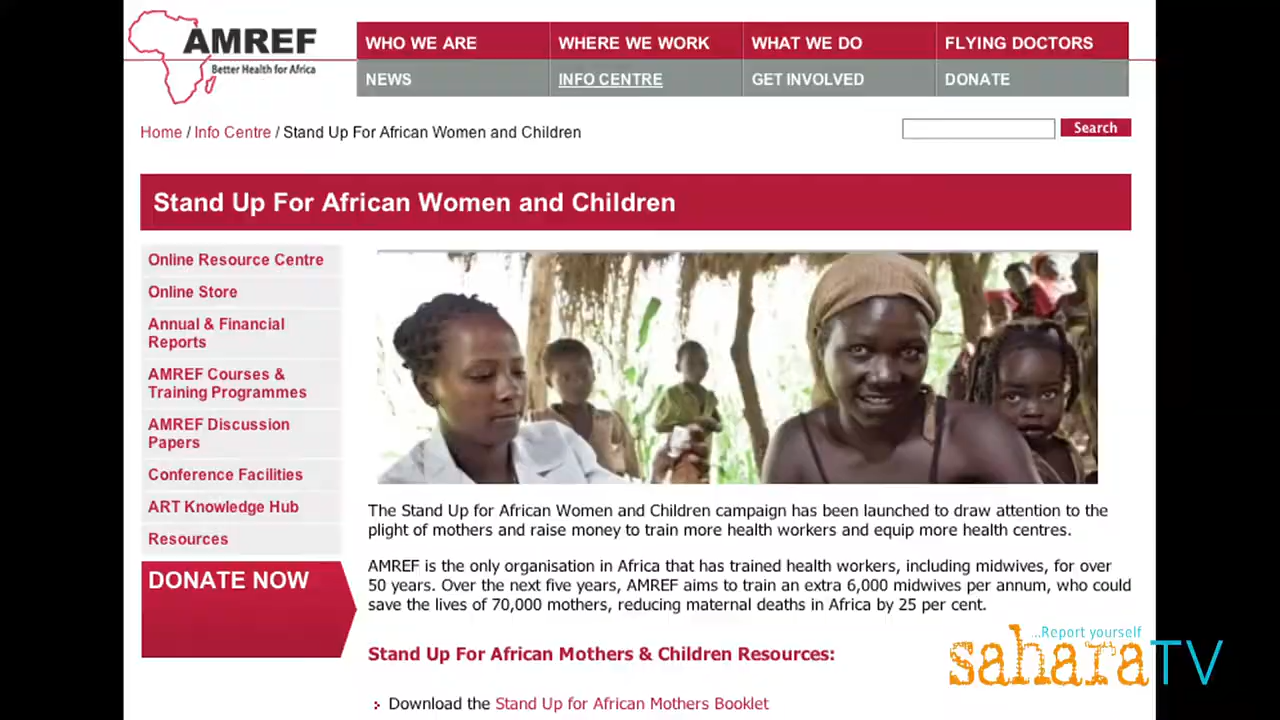 AMREF
Better Health for Africa
WHO WE ARE
WHERE WE WORK
WHAT WE DO
FLYING DOCTORS
NEWS
INFO CENTRE
GET INVOLVED
DONATE
Home / Info Centre / Stand Up For African Women and Children
Search
Stand Up For African Women and Children
Online Resource Centre
Online Store
Annual & Financial
Reports
AMREF Courses &
Training Programmes
AMREF Discussion
Papers
Conference Facilities
ART Knowledge Hub
Resources
DONATE NOW
The Stand Up for African Women and Children campaign has been launched to draw attention to the
plight of mothers and raise money to train more health workers and equip more health centres.
AMREF is the only organisation in Africa that has trained health workers, including midwives, for over
50 years. Over the next five years, AMREF aims to train an extra 6,000 midwives per annum, who could
save the lives of 70,000 mothers, reducing maternal deaths in Africa by 25 per cent.
Stand Up For African Mothers & Children Resources:
Download the Stand Up for African Mothers Booklet
...Report yourself
saharaTV